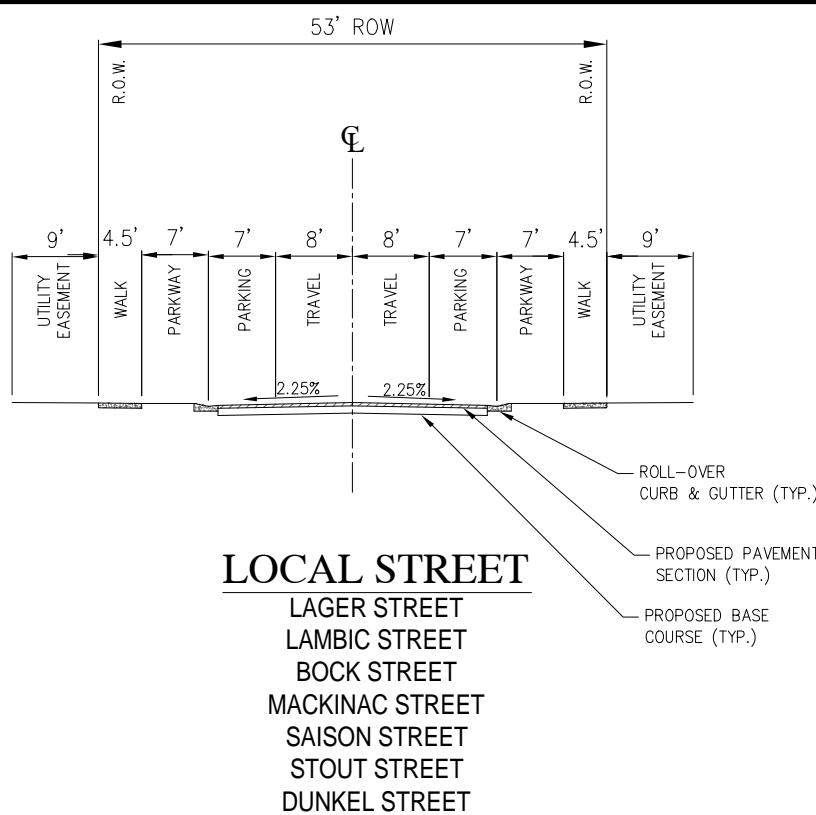 53' ROW
R.O.W.
R.O.W.
℄
9' 4.5' 7' 7' 8' 8' 7' 7' 4.5' 9'
UTILITY
EASEMENT
WALK
PARKWAY
PARKING
TRAVEL
TRAVEL
PARKING
PARKWAY
WALK
UTILITY
EASEMENT
2.25% 2.25%
ROLL-OVER
CURB & GUTTER (TYP.)
PROPOSED PAVEMENT
SECTION (TYP.)
PROPOSED BASE
COURSE (TYP.)
LOCAL STREET
LAGER STREET
LAMBIC STREET
BOCK STREET
MACKINAC STREET
SAISON STREET
STOUT STREET
DUNKEL STREET